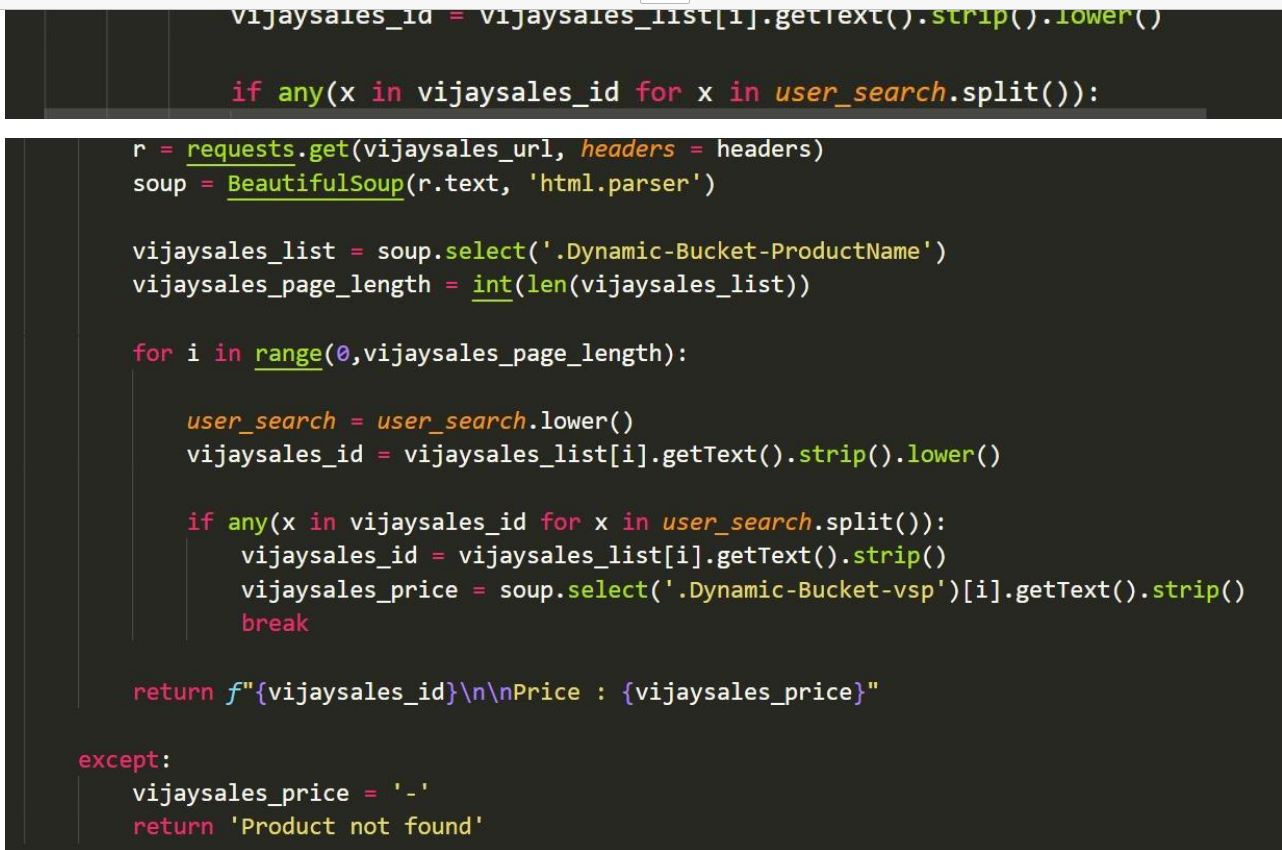 vijaysales_id = vijaysales_list[i].getText().strip().lower()
if any(x in vijaysales_id for x in user_search.split()):
r = requests.get(vijaysales_url, headers = headers)
soup = BeautifulSoup(r.text, 'html.parser')
vijaysales_list = soup.select('.Dynamic-Bucket-ProductName')
vijaysales_page_length = int(len(vijaysales_list))
for i in range(0,vijaysales_page_length):
user_search = user_search.lower()
vijaysales_id = vijaysales_list[i].getText().strip().lower()
if any(x in vijaysales_id for x in user_search.split()):
vijaysales_id = vijaysales_list[i].getText().strip()
vijaysales_price = soup.select('.Dynamic-Bucket-vsp')[i].getText().strip()
break
return f"{vijaysales_id}\n\nPrice : {vijaysales_price}"
except:
vijaysales_price = '-'
return 'Product not found'